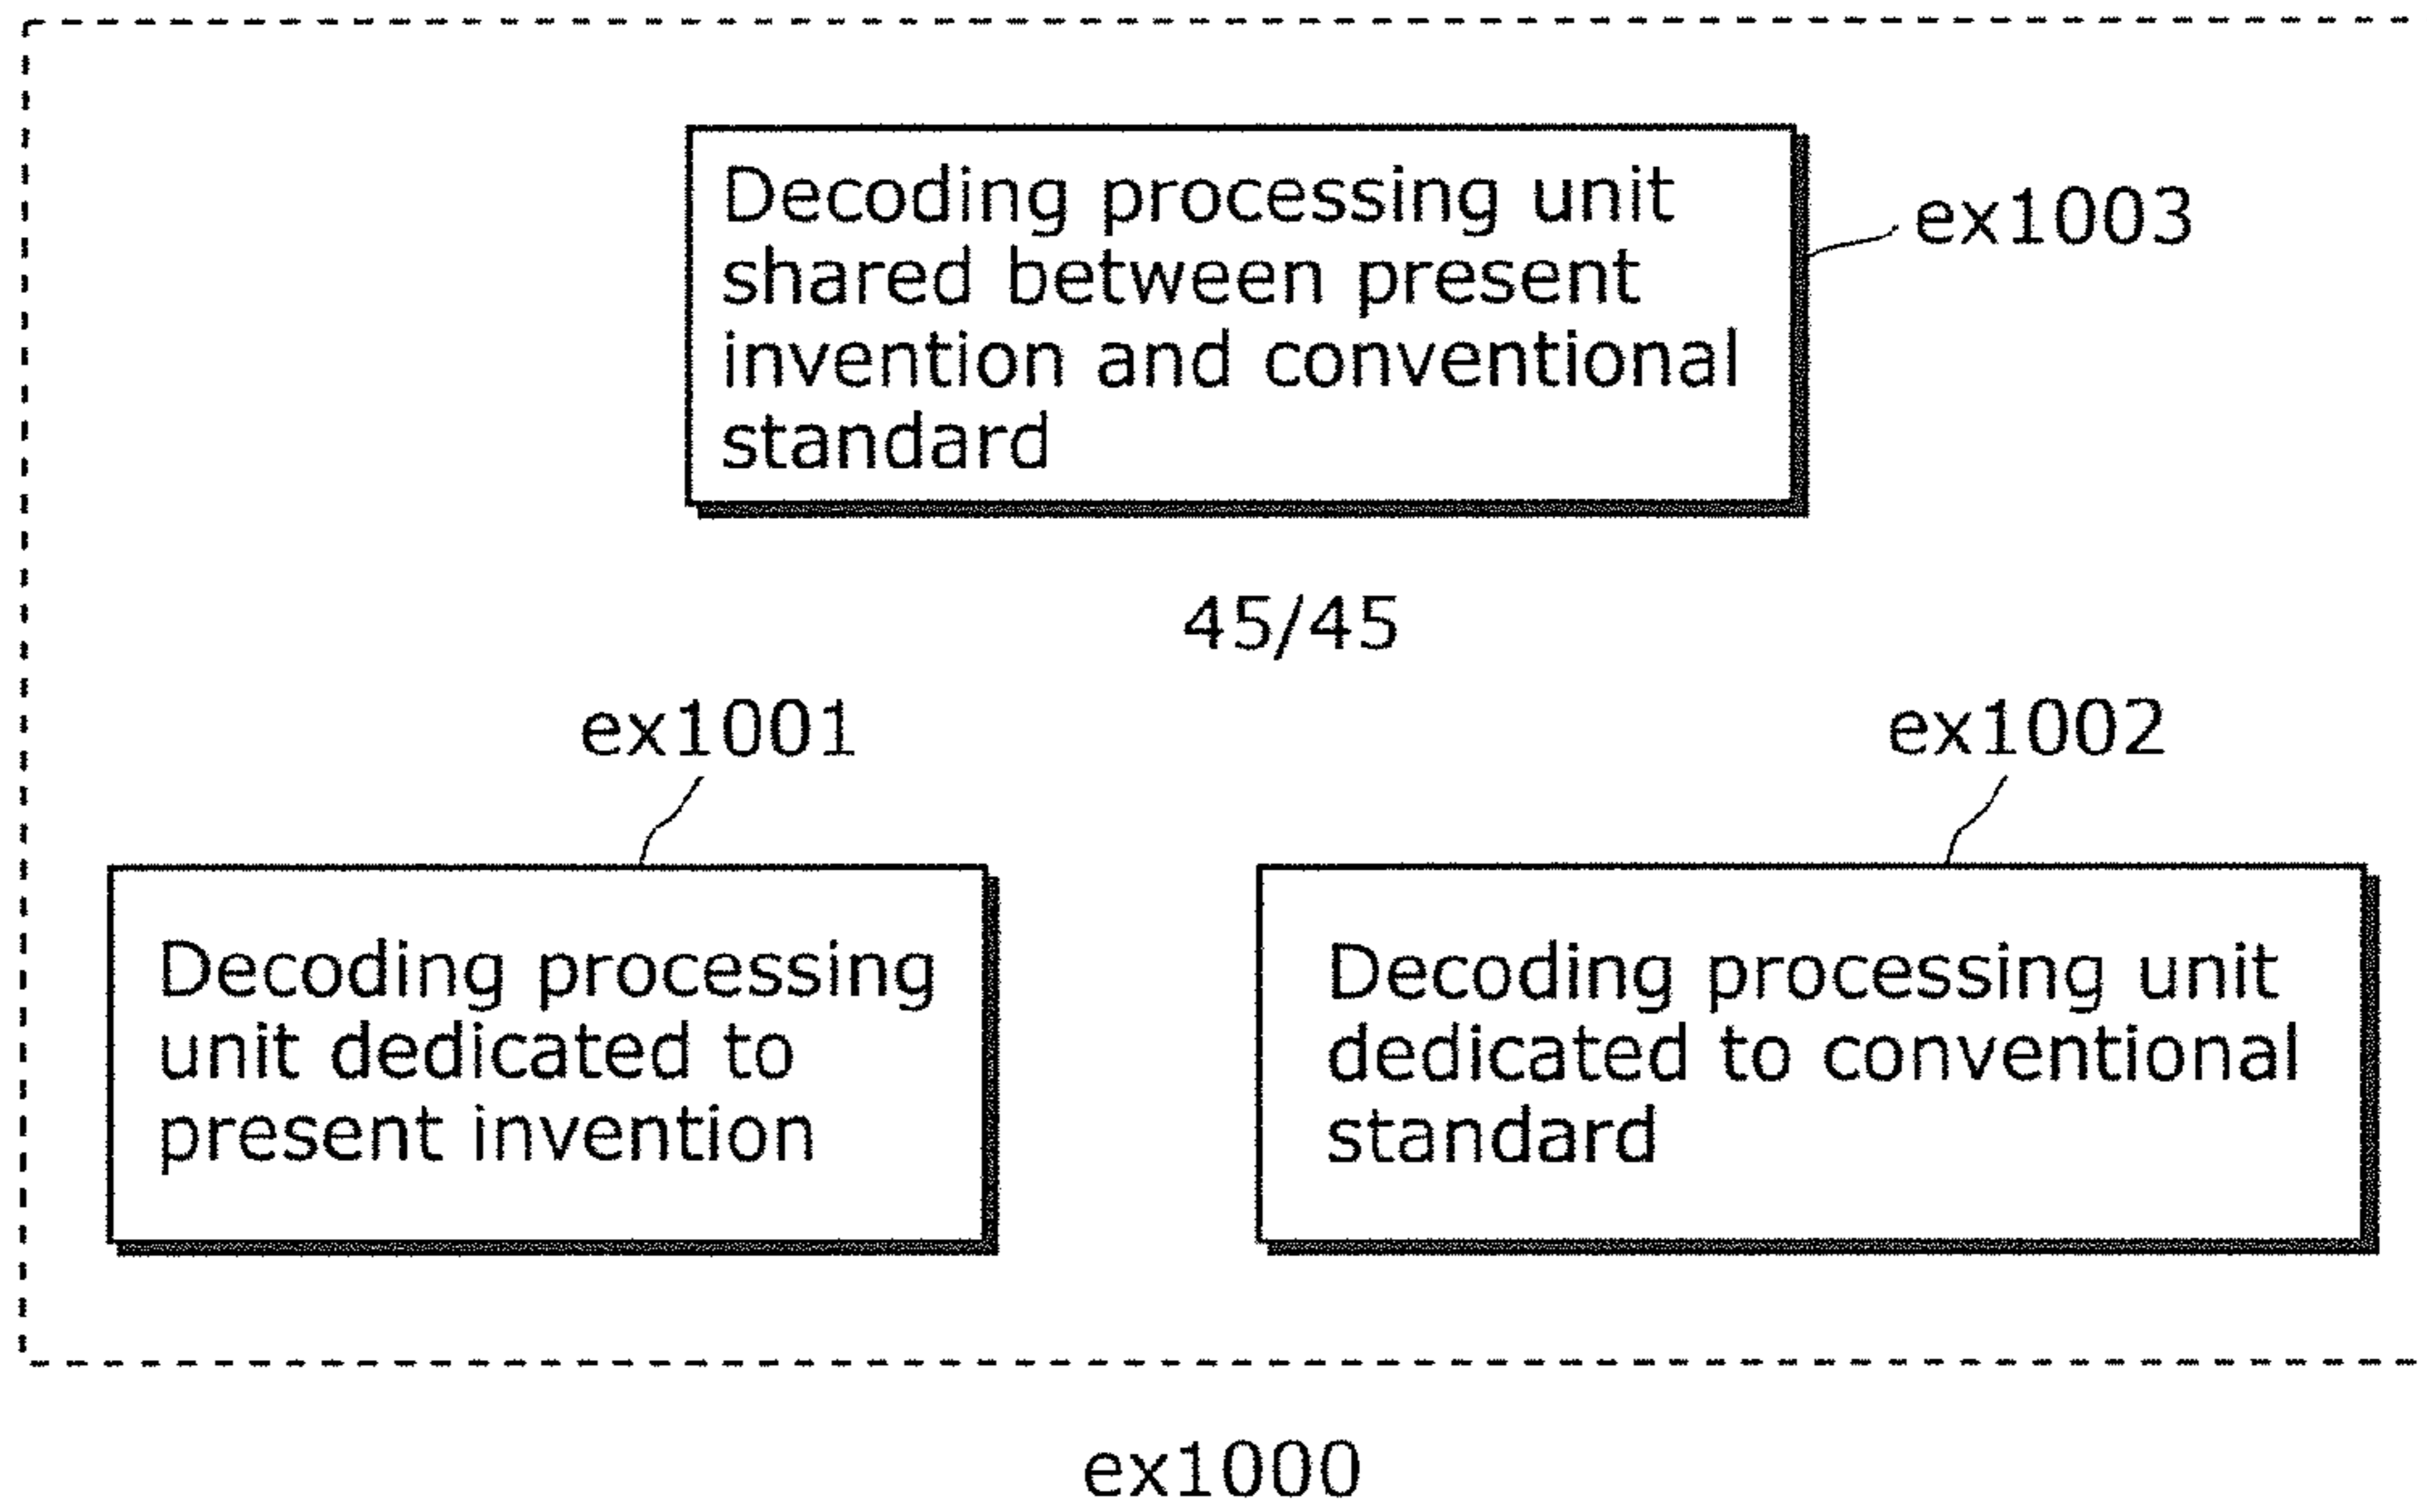 Decoding processing unit
shared between present
invention and conventional
standard
ex1003
45/45
ex1001
ex1002
Decoding processing
unit dedicated to
present invention
Decoding processing unit
dedicated to conventional
standard
ex1000